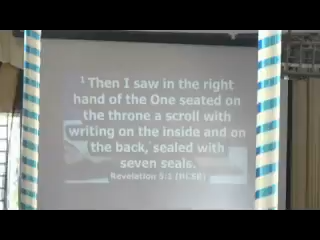 1 Then I saw in the right
hand of the One seated on
the throne a scroll with
writing on the inside and on
the back, sealed with
seven seals.
Revelation 5:1 (HCSB)